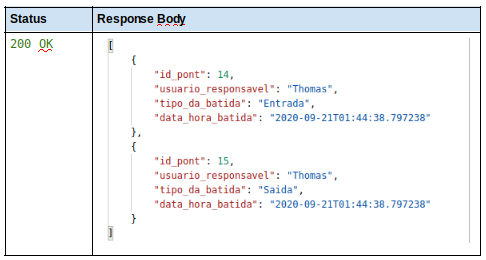 Status Response Body
200 OK
[
{
"id_pont": 14,
"usuario_responsavel": "Thomas",
"tipo_da_batida": "Entrada",
"data_hora_batida": "2020-09-21T01:44:38.797238"
},
{
"id_pont": 15,
"usuario_responsavel": "Thomas",
"tipo_da_batida": "Saida",
"data_hora_batida": "2020-09-21T01:44:38.797238"
}
]